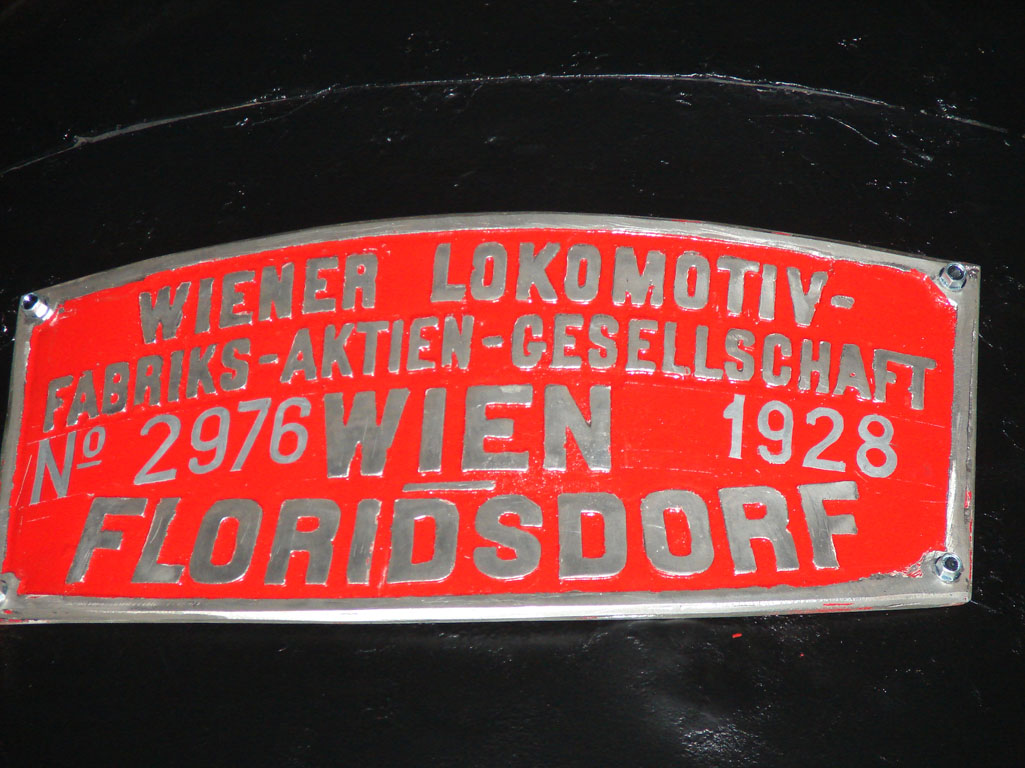 WIENER LOKOMOTIV-
FABRIKS-AKTIEN-GESELLSCHAFT
Nº 2976 WIEN 1928
FLORIDSDORF